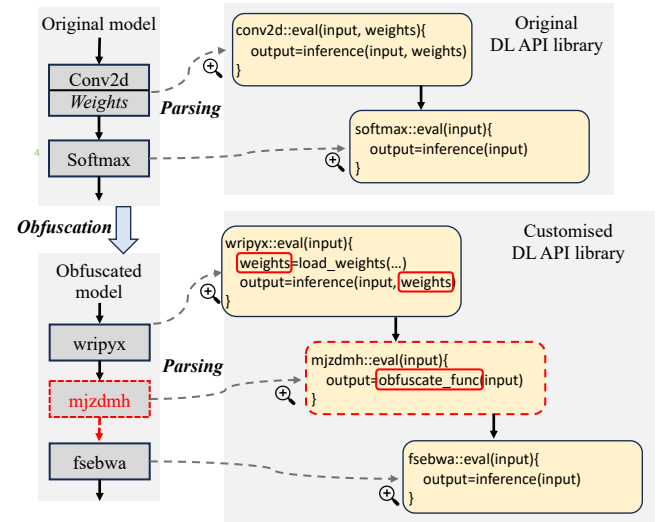 Original model
Conv2d
Weights
Softmax
4
Parsing
conv2d::eval(input, weights){
output=inference(input, weights)
}
softmax::eval(input){
output=inference(input)
}
Original
DL API library
Obfuscation
Obfuscated
model
wripyx
mjzdmh
fsebwa
Parsing
wripyx::eval(input){
weights=load_weights(...)
output=inference(input, weights)
}
mjzdmh::eval(input){
output=obfuscate_func(input)
}
fsebwa::eval(input){
output=inference(input)
}
Customised
DL API library